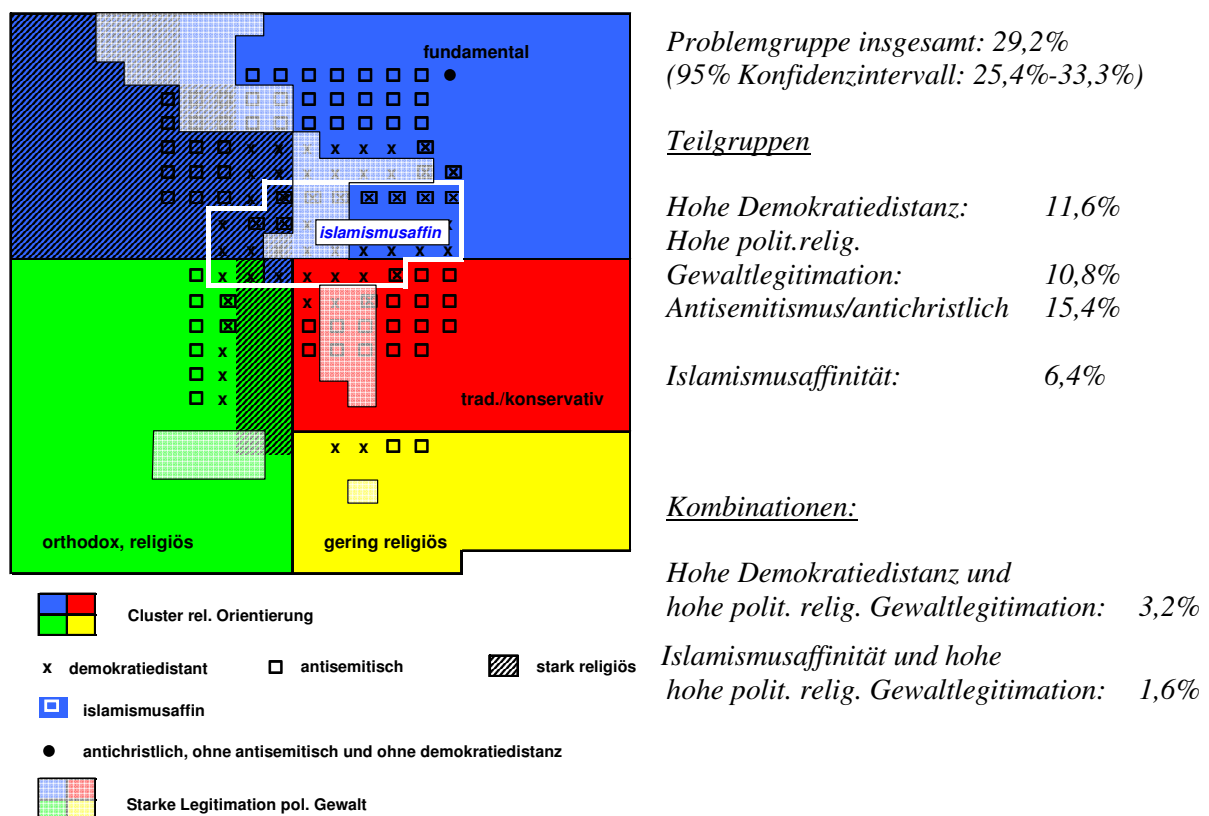 fundamental
islamismusaffin
trad./konservativ
orthodox, religiös
gering religiös
Cluster rel. Orientierung
x demokratiedistant
antisemitisch
stark religiös
islamismusaffin
antichristlich, ohne antisemitisch und ohne demokratiedistanz
Starke Legitimation pol. Gewalt
Problemgruppe insgesamt: 29,2%
(95% Konfidenzintervall: 25,4%-33,3%)
Teilgruppen
Hohe Demokratiedistanz: 11,6%
Hohe polit.relig.
Gewaltlegitimation: 10,8%
Antisemitismus/antichristlich 15,4%
Islamismusaffinität: 6,4%
Kombinationen:
Hohe Demokratiedistanz und
hohe polit. relig. Gewaltlegitimation: 3,2%
Islamismusaffinität und hohe
hohe polit. relig. Gewaltlegitimation: 1,6%